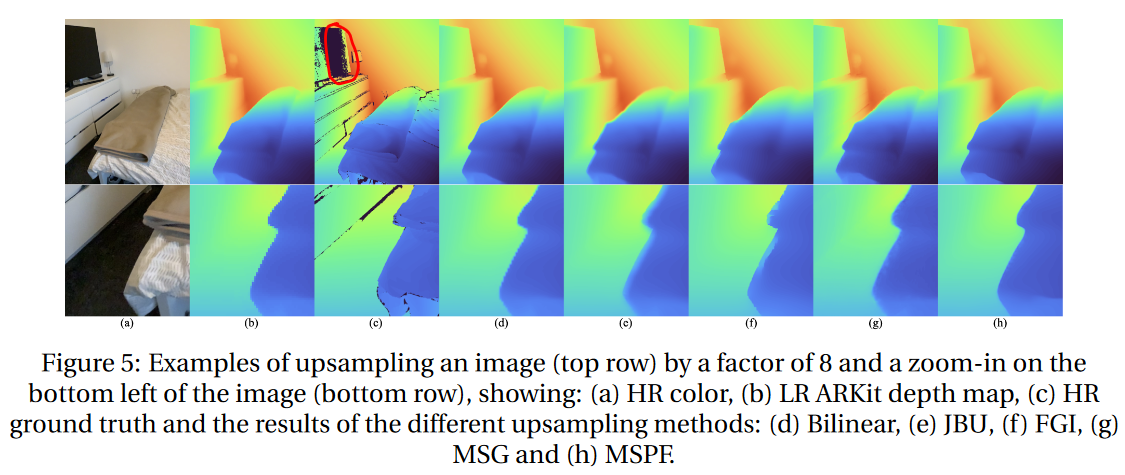 (a) (b) (c) (d) (e) (f) (g) (h)
Figure 5: Examples of upsampling an image (top row) by a factor of 8 and a zoom-in on the
bottom left of the image (bottom row), showing: (a) HR color, (b) LR ARKit depth map, (c) HR
ground truth and the results of the different upsampling methods: (d) Bilinear, (e) JBU, (f) FGI, (g)
MSG and (h) MSPF.